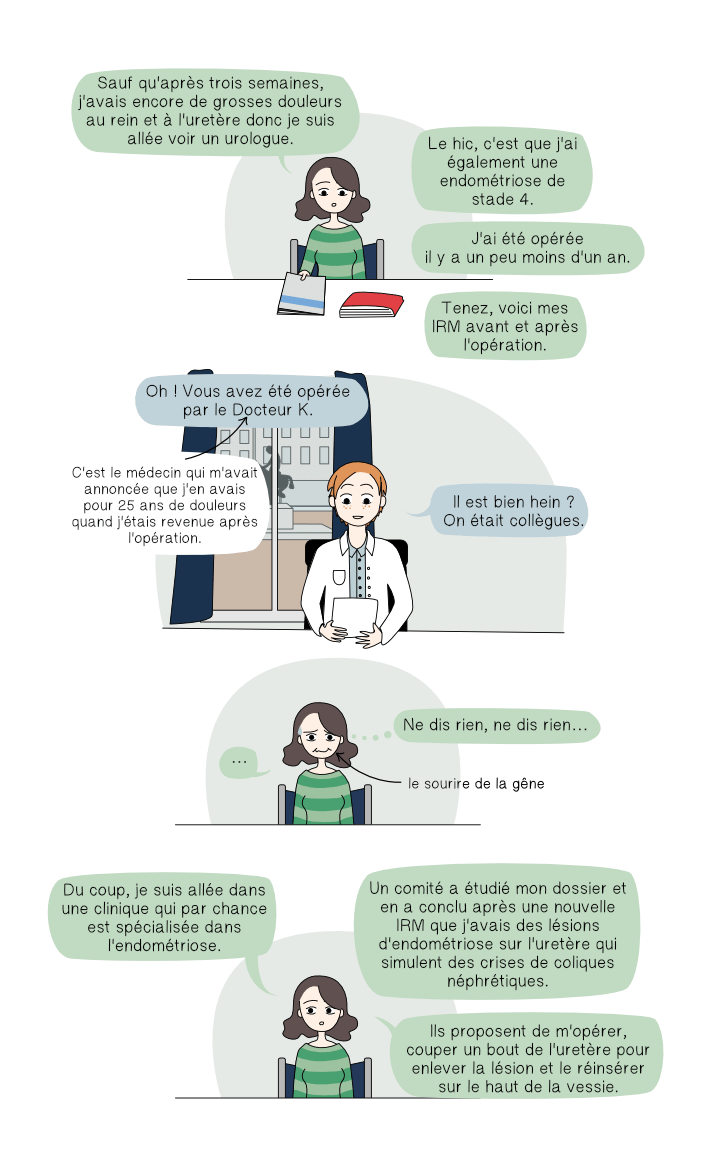 Sauf qu'après trois semaines,
j'avais encore de grosses douleurs
au rein et à l'uretère donc je suis
allée voir un urologue.
Le hic, c'est que j'ai
également une
endométriose de
stade 4.
J'ai été opérée
il y a un peu moins d'un an.
Tenez, voici mes
IRM avant et après
l'opération.
Oh ! Vous avez été opérée
par le Docteur K.
C'est le médecin qui m'avait
annoncée que j'en avais
pour 25 ans de douleurs
quand j'étais revenue après
l'opération.
Il est bien hein ?
On était collègues.
Ne dis rien, ne dis rien...
...
le sourire de la gêne
Du coup, je suis allée dans
une clinique qui par chance
est spécialisée dans
l'endométriose.
Un comité a étudié mon dossier et
en a conclu après une nouvelle
IRM que j'avais des lésions
d'endométriose sur l'uretère qui
simulent des crises de coliques
néphrétiques.
Ils proposent de m'opérer,
couper un bout de l'uretère pour
enlever la lésion et le réinsérer
sur le haut de la vessie.